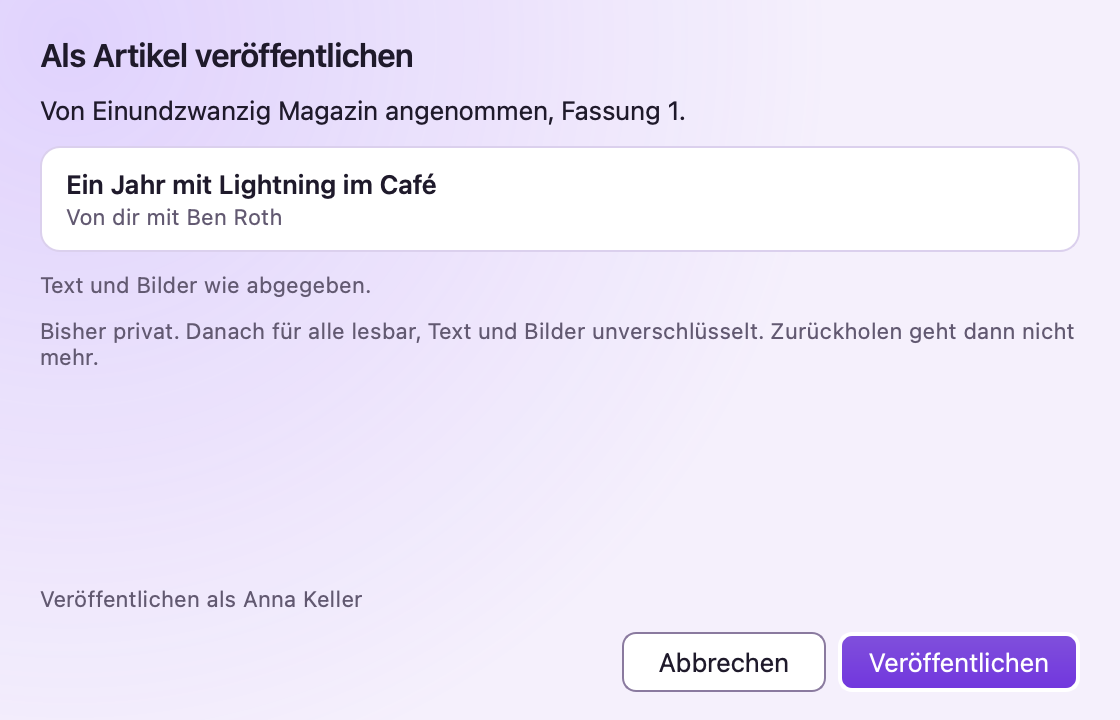 Als Artikel veröffentlichen
Von Einundzwanzig Magazin angenommen, Fassung 1.
Ein Jahr mit Lightning im Café
Von dir mit Ben Roth
Text und Bilder wie abgegeben.
Bisher privat. Danach für alle lesbar, Text und Bilder unverschlüsselt. Zurückholen geht dann nicht
mehr.
Veröffentlichen als Anna Keller
Abbrechen
Veröffentlichen